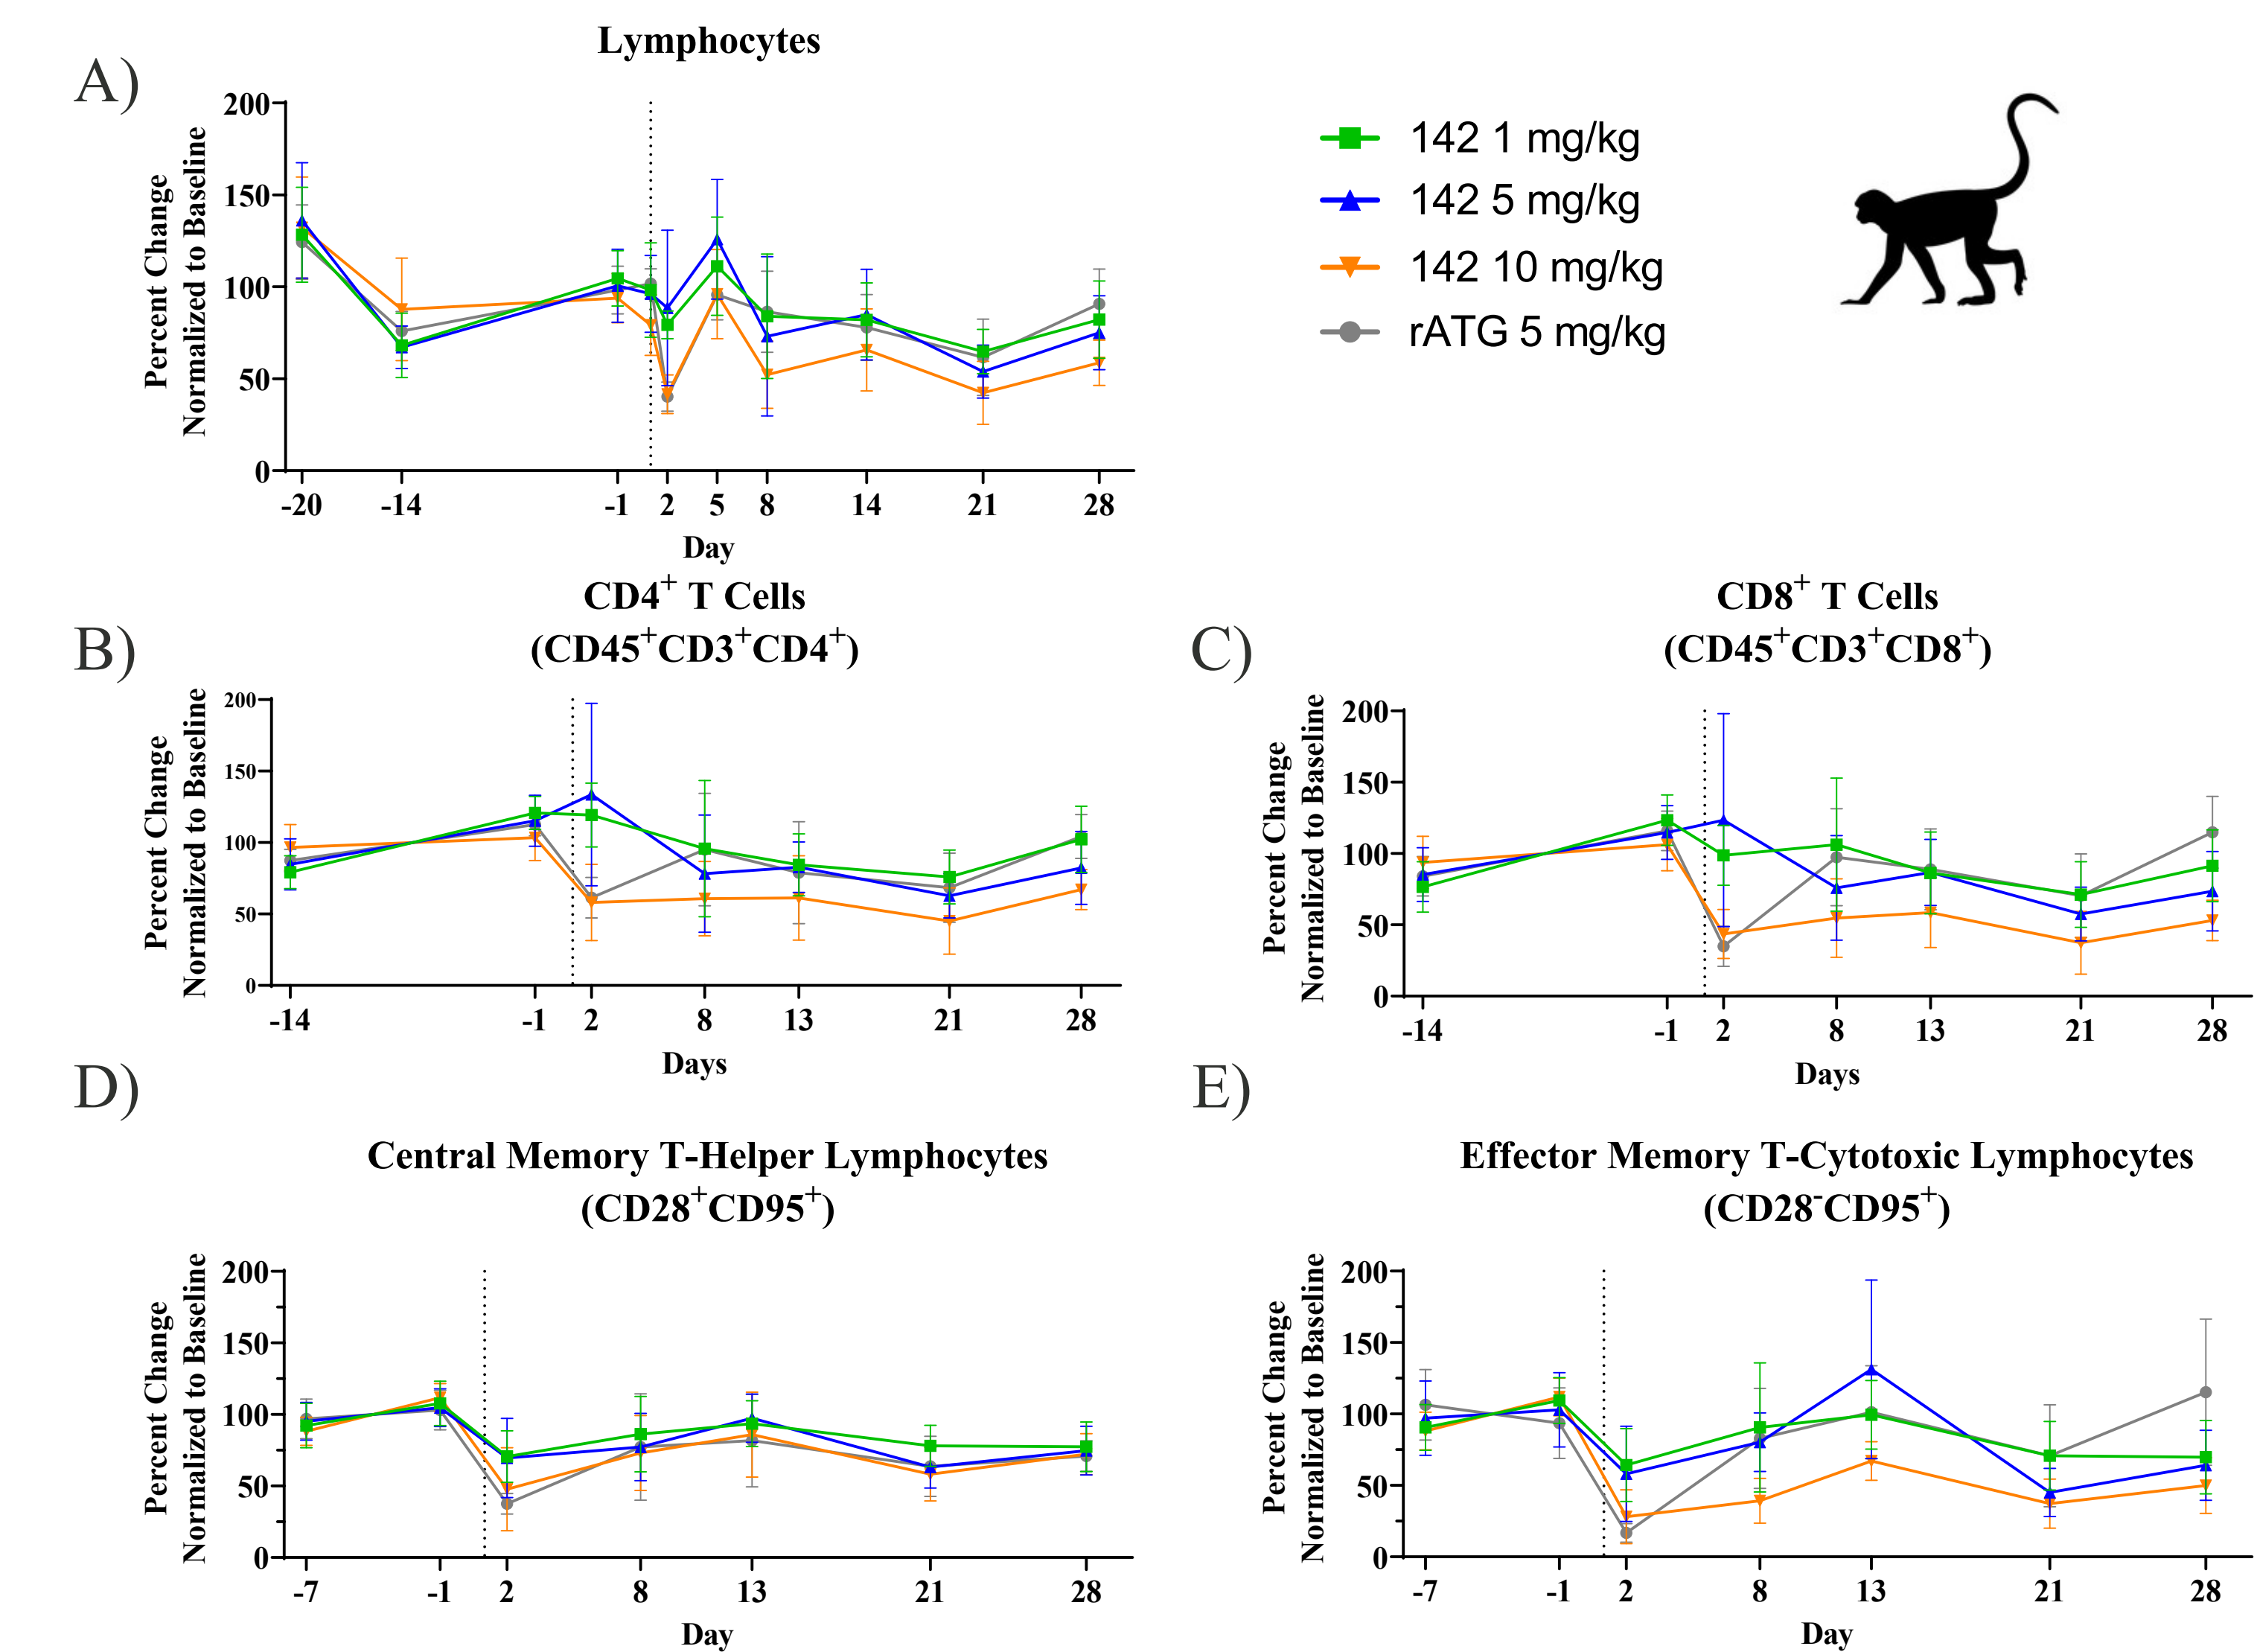 Lymphocytes
A)
Percent Change
Normalized to Baseline
200
150
100
50
0
-20 -14 -1 2 5 8 14 21 28
Day
142 1 mg/kg
142 5 mg/kg
142 10 mg/kg
rATG 5 mg/kg
B)
CD4+ T Cells
(CD45+CD3+CD4+)
Percent Change
Normalized to Baseline
200
150
100
50
0
-14 -1 2 8 13 21 28
Days
C)
CD8+ T Cells
(CD45+CD3+CD8+)
Percent Change
Normalized to Baseline
200
150
100
50
0
-14 -1 2 8 13 21 28
Days
D)
Central Memory T-Helper Lymphocytes
(CD28+CD95+)
Percent Change
Normalized to Baseline
200
150
100
50
0
-7 -1 2 8 13 21 28
Day
E)
Effector Memory T-Cytotoxic Lymphocytes
(CD28-CD95+)
Percent Change
Normalized to Baseline
200
150
100
50
0
-7 -1 2 8 13 21 28
Day